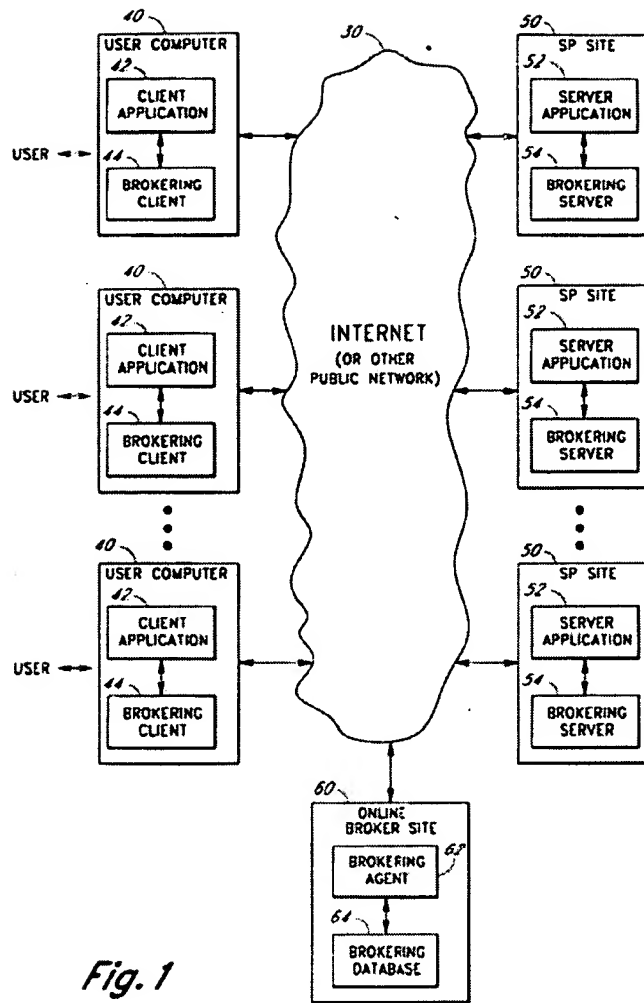 40
USER COMPUTER
42
CLIENT
APPLICATION
USER
44
BROKERING
CLIENT
40
USER COMPUTER
42
CLIENT
APPLICATION
USER
44
BROKERING
CLIENT
40
USER COMPUTER
42
CLIENT
APPLICATION
USER
44
BROKERING
CLIENT
30
INTERNET
(OR OTHER
PUBLIC NETWORK)
50
SP SITE
52
SERVER
APPLICATION
54
BROKERING
SERVER
50
SP SITE
52
SERVER
APPLICATION
54
BROKERING
SERVER
50
SP SITE
52
SERVER
APPLICATION
54
BROKERING
SERVER
60
ONLINE
BROKER SITE
BROKERING
AGENT
62
64
BROKERING
DATABASE
Fig. 1